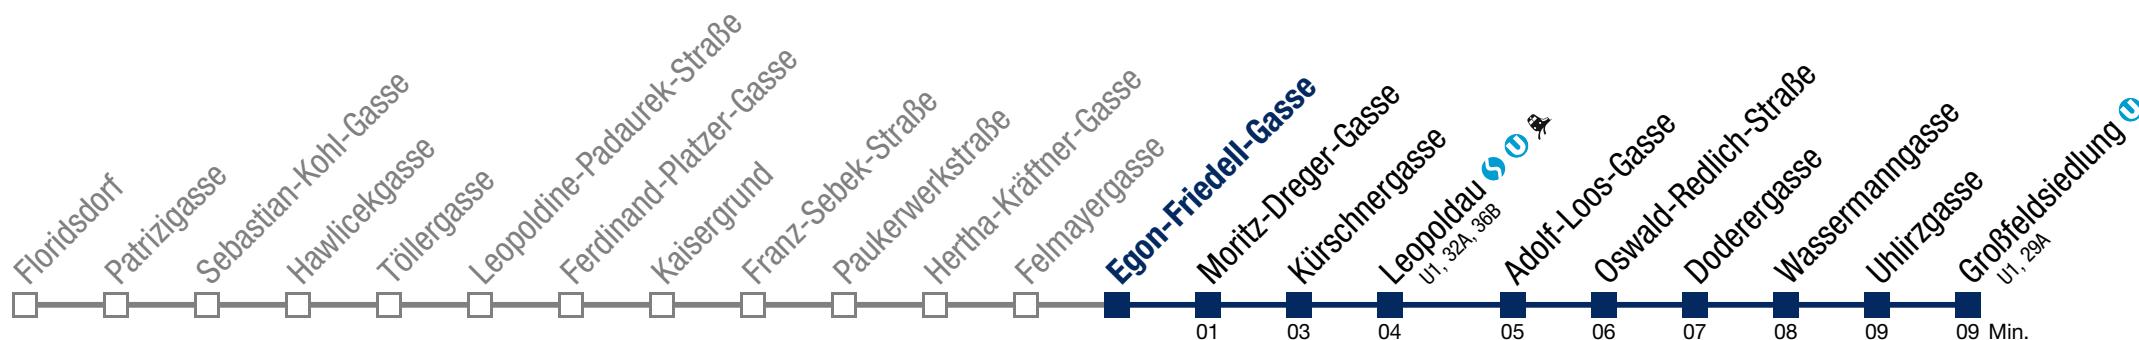 Floridsdorf
Patrizigasse
Sebastian-Kohl-Gasse
Hawlicekgasse
Töllergasse
Leopoldine-Padaurek-Straße
Ferdinand-Platzer-Gasse
Kaisergrund
Franz-Sebek-Straße
Paukerwerkstraße
Hertha-Kräftner-Gasse
Felmayergasse
Egon-Friedell-Gasse
Moritz-Dreger-Gasse
Kürschnergasse
Leopoldau S U
U1, 32A, 36B
Adolf-Loos-Gasse
Oswald-Redlich-Straße
Doderergasse
Wassermanngasse
Uhlirzgasse
Großfeldsiedlung U
U1, 29A
01 03 04 05 06 07 08 09 09 Min.